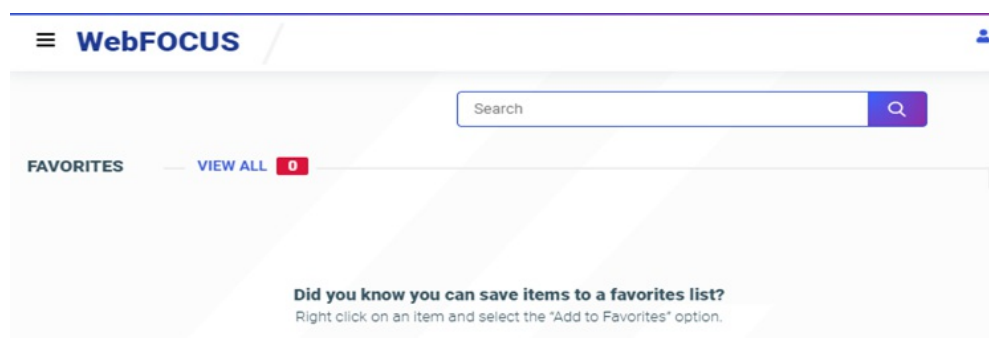 WebFOCUS
Search
FAVORITES VIEW ALL 0
Did you know you can save items to a favorites list?
Right click on an item and select the "Add to Favorites" option.